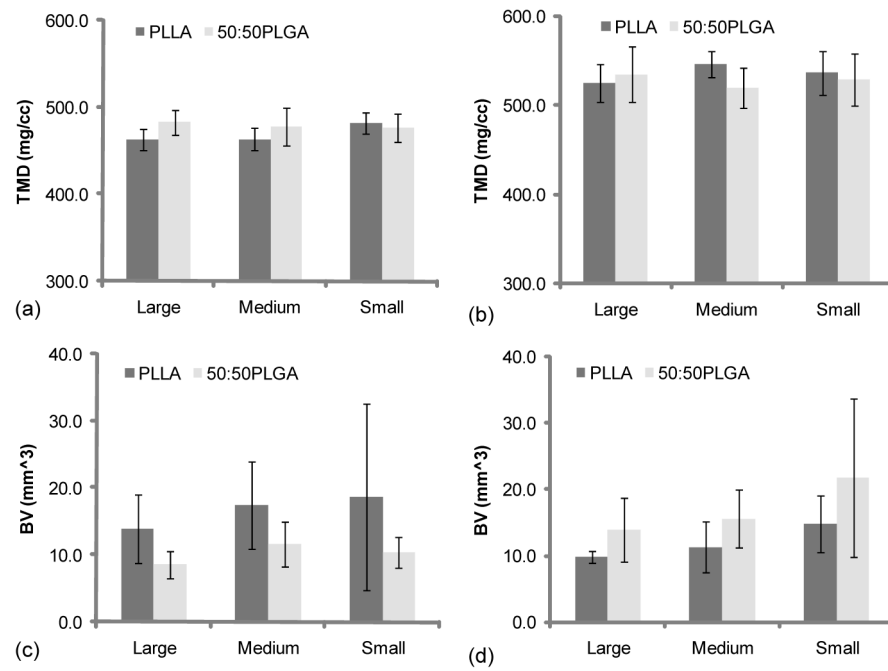 600.0
PLLA 50:50PLGA
500.0
TMD (mg/cc)
400.0
300.0
(a)
Large Medium Small
600.0
PLLA 50:50PLGA
500.0
TMD (mg/cc)
400.0
300.0
(b)
Large Medium Small
40.0
PLLA 50:50PLGA
30.0
BV (mm^3)
20.0
10.0
0.0
(c)
Large Medium Small
40.0
PLLA 50:50PLGA
30.0
BV (mm^3)
20.0
10.0
0.0
(d)
Large Medium Small